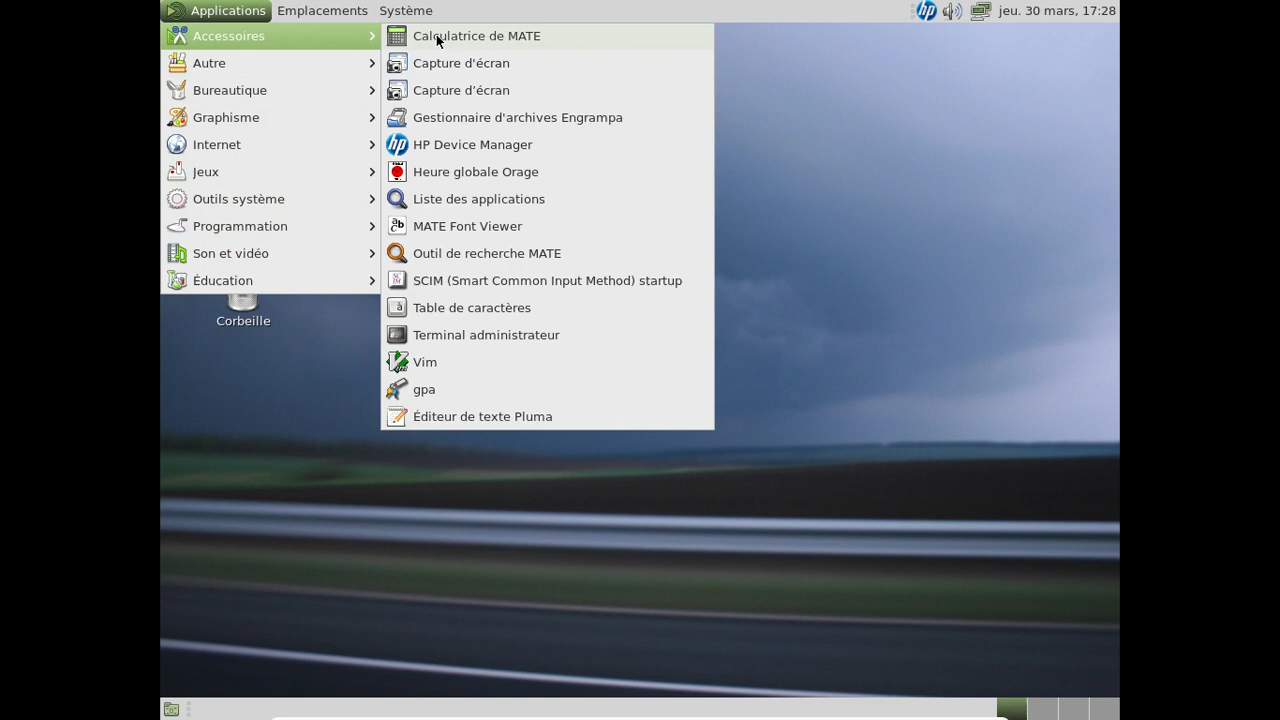 Applications Emplacements Système jeu. 30 mars, 17:28
Accessoires
Autre
Bureautique
Graphisme
Internet
Jeux
Outils système
Programmation
Son et vidéo
Éducation
Calculatrice de MATE
Capture d'écran
Capture d’écran
Gestionnaire d'archives Engrampa
HP Device Manager
Heure globale Orage
Liste des applications
MATE Font Viewer
Outil de recherche MATE
SCIM (Smart Common Input Method) startup
Table de caractères
Terminal administrateur
Vim
gpa
Éditeur de texte Pluma
Corbeille